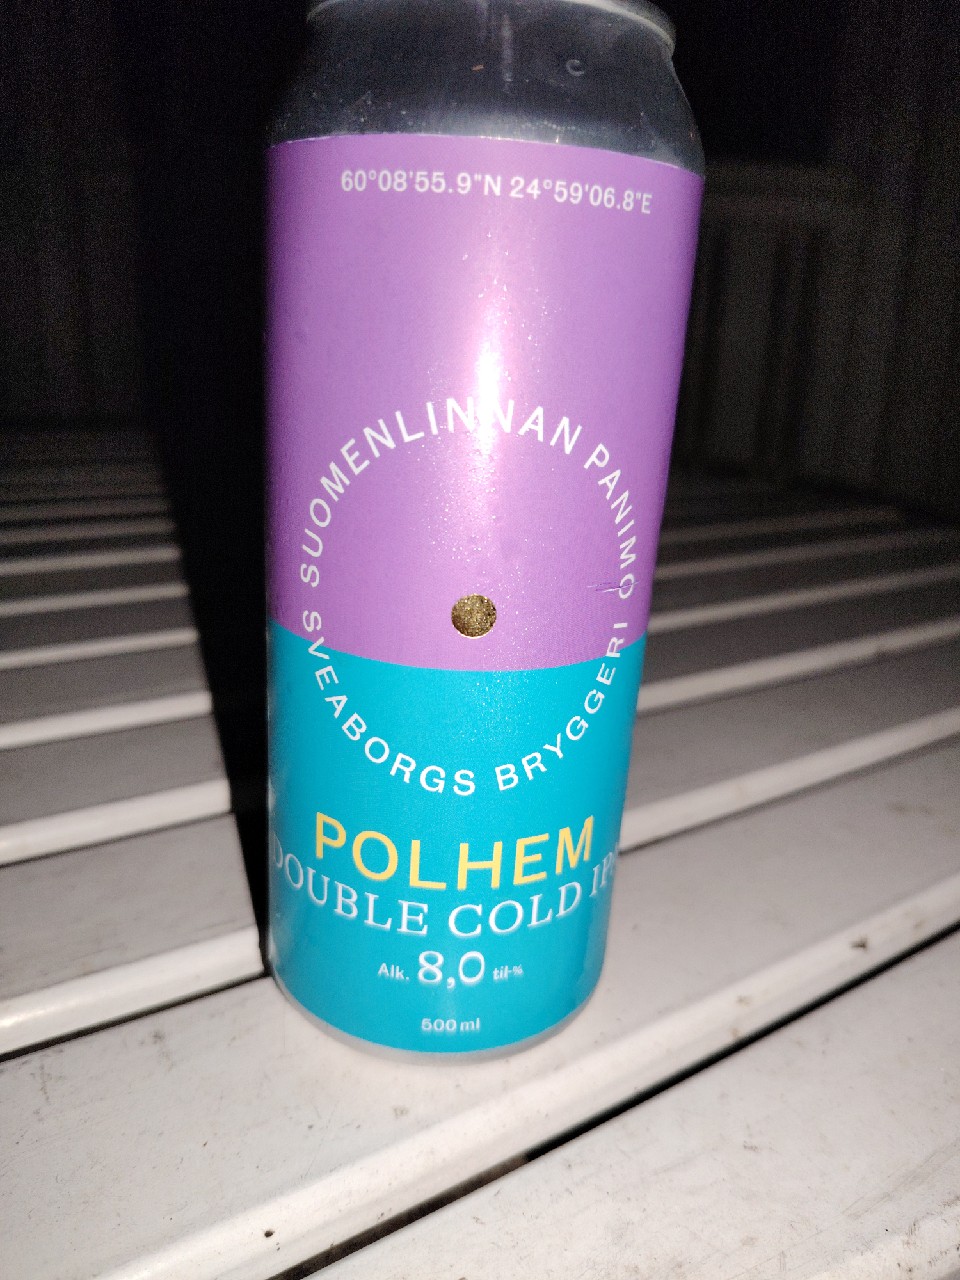 60°08'55.9"N 24°59'06.8"E
SUOMENLINNAN PANIMO
SVEABORGS BRYGGERI
POLHEM
DOUBLE COLD IPA
Alk. 8,0 til-%
500 ml